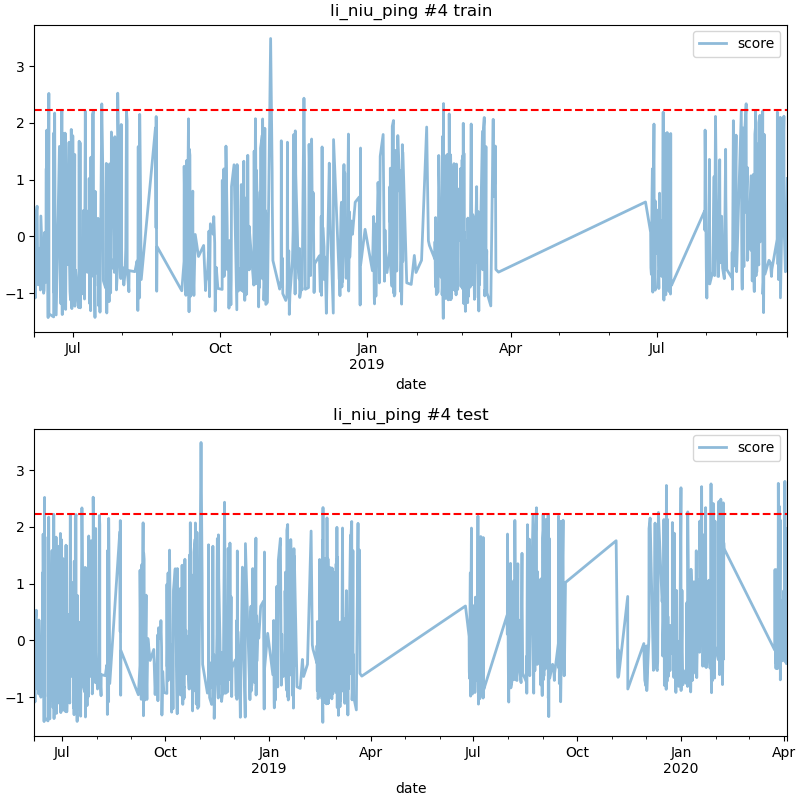 li_niu_ping #4 train
score
3
2
1
0
−1
Jul Oct Jan Apr Jul
2019
date
li_niu_ping #4 test
score
3
2
1
0
−1
Jul Oct Jan Apr Jul Oct Jan Apr
2019 2020
date